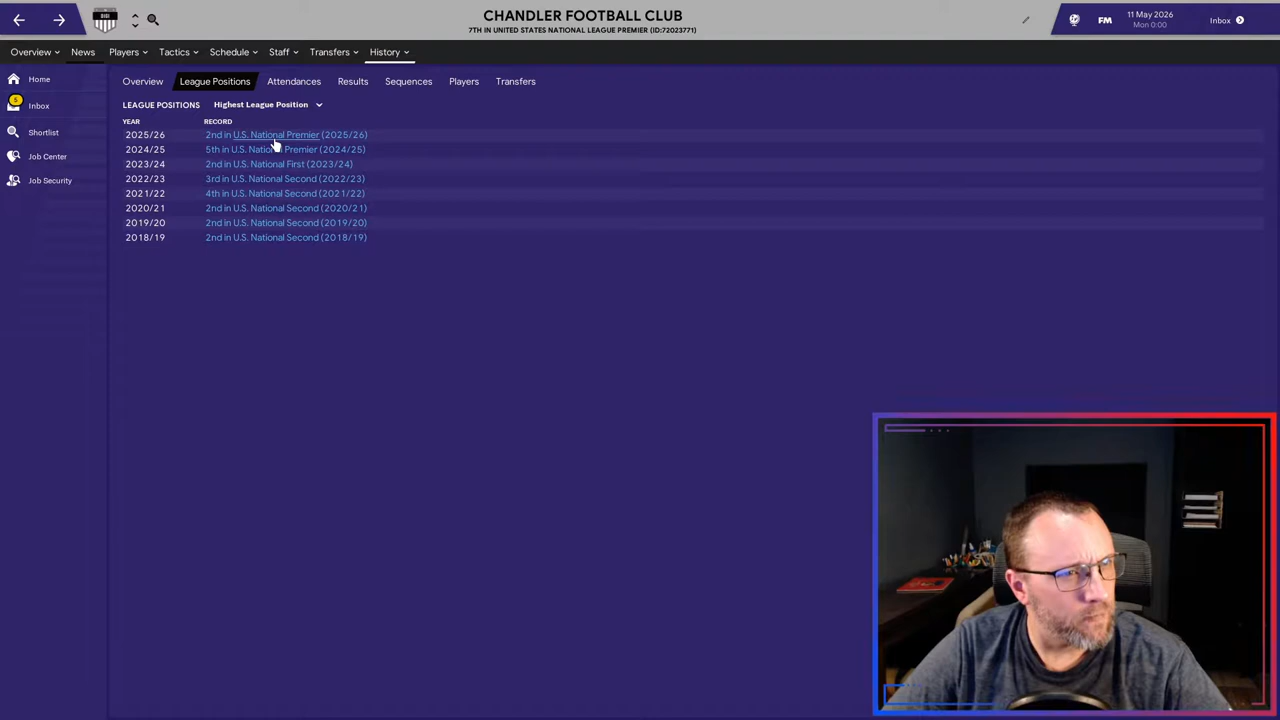 CHANDLER FOOTBALL CLUB
7TH IN UNITED STATES NATIONAL LEAGUE PREMIER (ID:72023771)
FM
11 May 2026
Mon 0:00
Inbox
Overview
News
Players
Tactics
Schedule
Staff
Transfers
History
Home
5
Inbox
Shortlist
Job Center
Job Security
Overview
League Positions
Attendances
Results
Sequences
Players
Transfers
LEAGUE POSITIONS Highest League Position
YEAR RECORD
2025/26 2nd in U.S. National Premier (2025/26)
2024/25 5th in U.S. National Premier (2024/25)
2023/24 2nd in U.S. National First (2023/24)
2022/23 3rd in U.S. National Second (2022/23)
2021/22 4th in U.S. National Second (2021/22)
2020/21 2nd in U.S. National Second (2020/21)
2019/20 2nd in U.S. National Second (2019/20)
2018/19 2nd in U.S. National Second (2018/19)